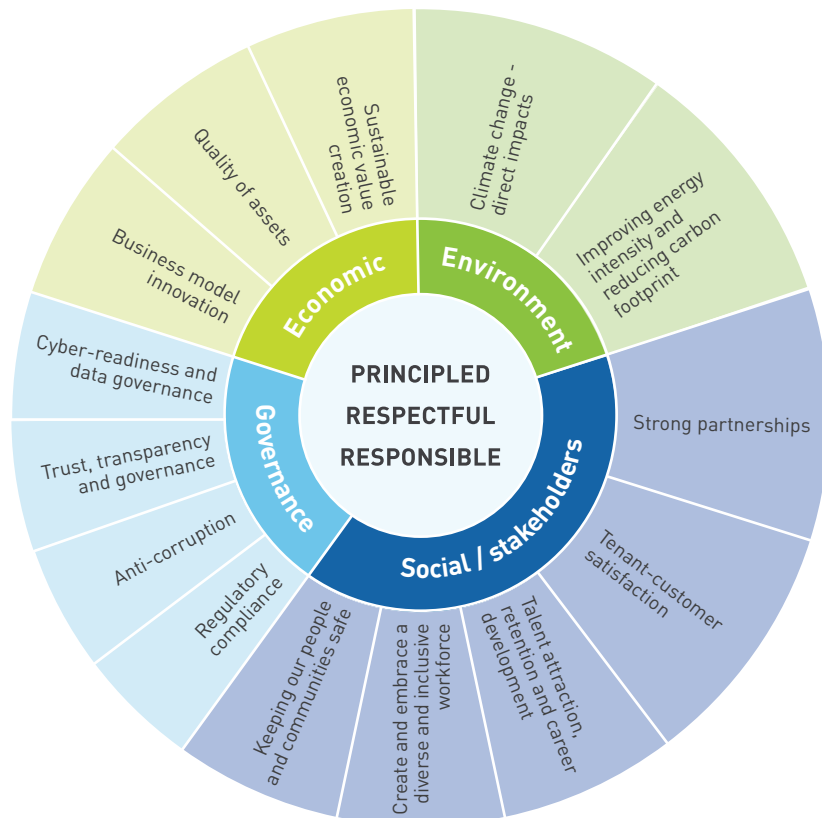 PRINCIPLED
RESPECTFUL
RESPONSIBLE
Environment
Climate change -
direct impacts
Improving energy
intensity and
reducing carbon
footprint
Social / stakeholders
Strong partnerships
Tenant-customer
satisfaction
Talent attraction,
retention and career
development
Create and embrace a
diverse and inclusive
workforce
Keeping our people
and communities safe
Governance
Regulatory
compliance
Anti-corruption
Trust, transparency
and governance
Cyber-readiness and
data governance
Economic
Business model
innovation
Quality of assets
Sustainable
economic value
creation